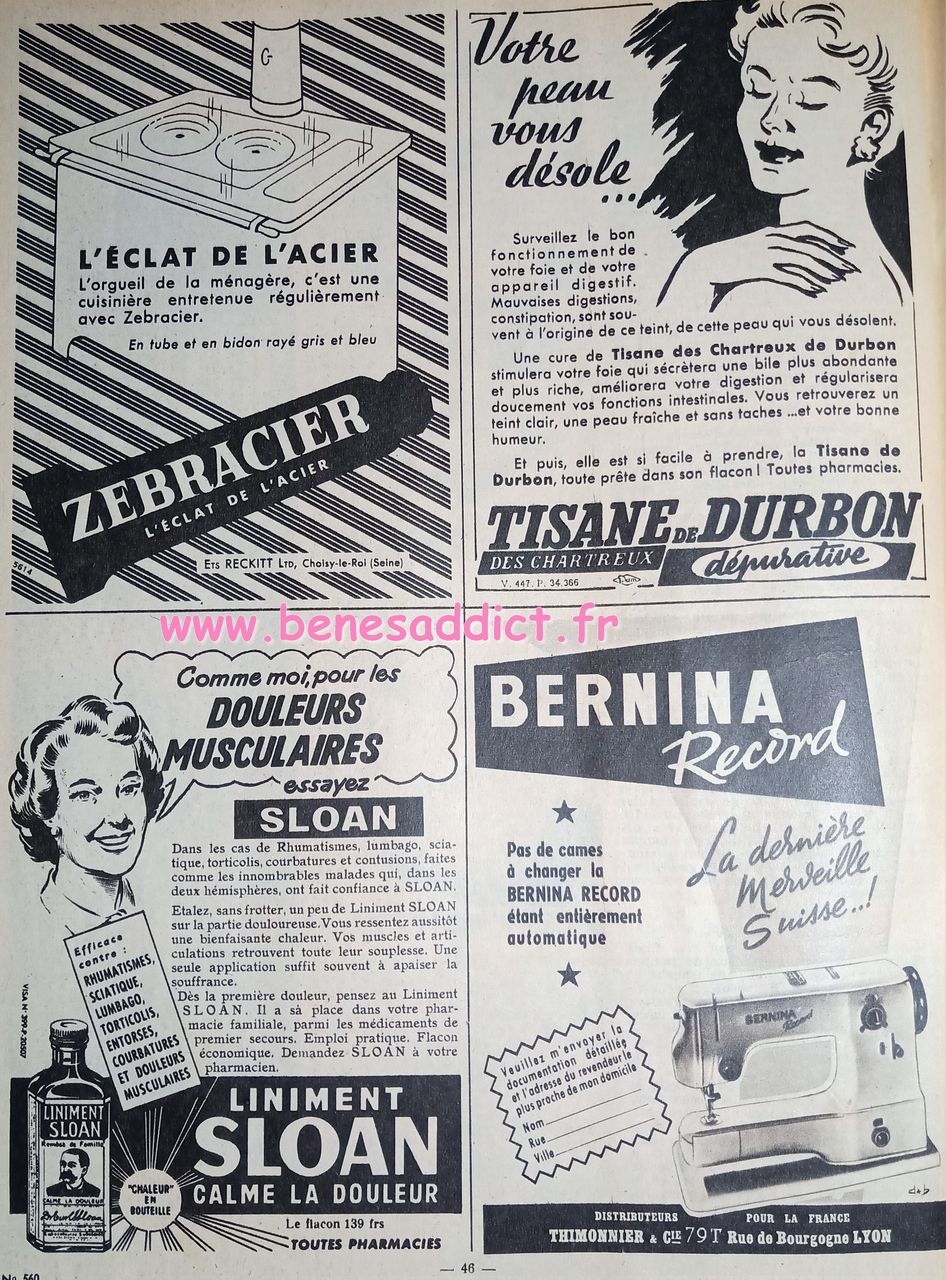 G
L'ÉCLAT DE L'ACIER
L'orgueil de la ménagère, c'est une
cuisinière entretenue régulièrement
avec Zebracier.
En tube et en bidon rayé gris et bleu
ZEBRACIER
L'ÉCLAT DE L'ACIER
5614
Ets RECKITT Ltd, Choisy-le-Roi (Seine)
Votre
peau
vous
désole...
Surveillez le bon
fonctionnement de
votre foie et de votre
appareil digestif.
Mauvaises digestions,
constipation, sont sou-
vent à l'origine de ce teint, de cette peau qui vous désolent.
Une cure de Tisane des Chartreux de Durbon
stimulera votre foie qui sécrètera une bile plus abondante
et plus riche, améliorera votre digestion et régularisera
doucement vos fonctions intestinales. Vous retrouverez un
teint clair, une peau fraîche et sans taches ...et votre bonne
humeur.
Et puis, elle est si facile à prendre, la Tisane de
Durbon, toute prête dans son flacon ! Toutes pharmacies.
TISANE DE DURBON
DES CHARTREUX dépurative
V. 447. P. 34.366
www.benesaddict.fr
Comme moi, pour les
DOULEURS
MUSCULAIRES
essayez
SLOAN
Dans les cas de Rhumatismes, lumbago, scia-
tique, torticolis, courbatures et contusions, faites
comme les innombrables malades qui, dans les
deux hémisphères, ont fait confiance à SLOAN.
Etalez, sans frotter, un peu de Liniment SLOAN
sur la partie douloureuse. Vous ressentez aussitôt
une bienfaisante chaleur. Vos muscles et arti-
culations retrouvent toute leur souplesse. Une
seule application suffit souvent à apaiser la
souffrance.
Dès la première douleur, pensez au Liniment
SLOAN. Il a sà place dans votre phar-
macie familiale, parmi les médicaments de
premier secours. Emploi pratique. Flacon
économique. Demandez SLOAN à votre
pharmacien.
Efficace
contre :
RHUMATISMES,
SCIATIQUE,
LUMBAGO,
TORTICOLIS,
ENTORSES,
COURBATURES
ET DOULEURS
MUSCULAIRES
VISA Nº 399-P-20507
LINIMENT
SLOAN
Remède de Famille
CALME LA DOULEUR
"CHALEUR"
EN
BOUTEILLE
LINIMENT
SLOAN
CALME LA DOULEUR
Le flacon 139 frs
TOUTES PHARMACIES
BERNINA
Record
Pas de cames
à changer la
BERNINA RECORD
étant entièrement
automatique
La dernière
Merveille
Suisse..!
BERNINA
Record
Veuillez m'envoyer la
documentation détaillée
et l'adresse du revendeur le
plus proche de mon domicile
Nom
Rue
Ville
d+b
DISTRIBUTEURS POUR LA FRANCE
THIMONNIER & CIE 79T Rue de Bourgogne LYON
— 46 —
No 560